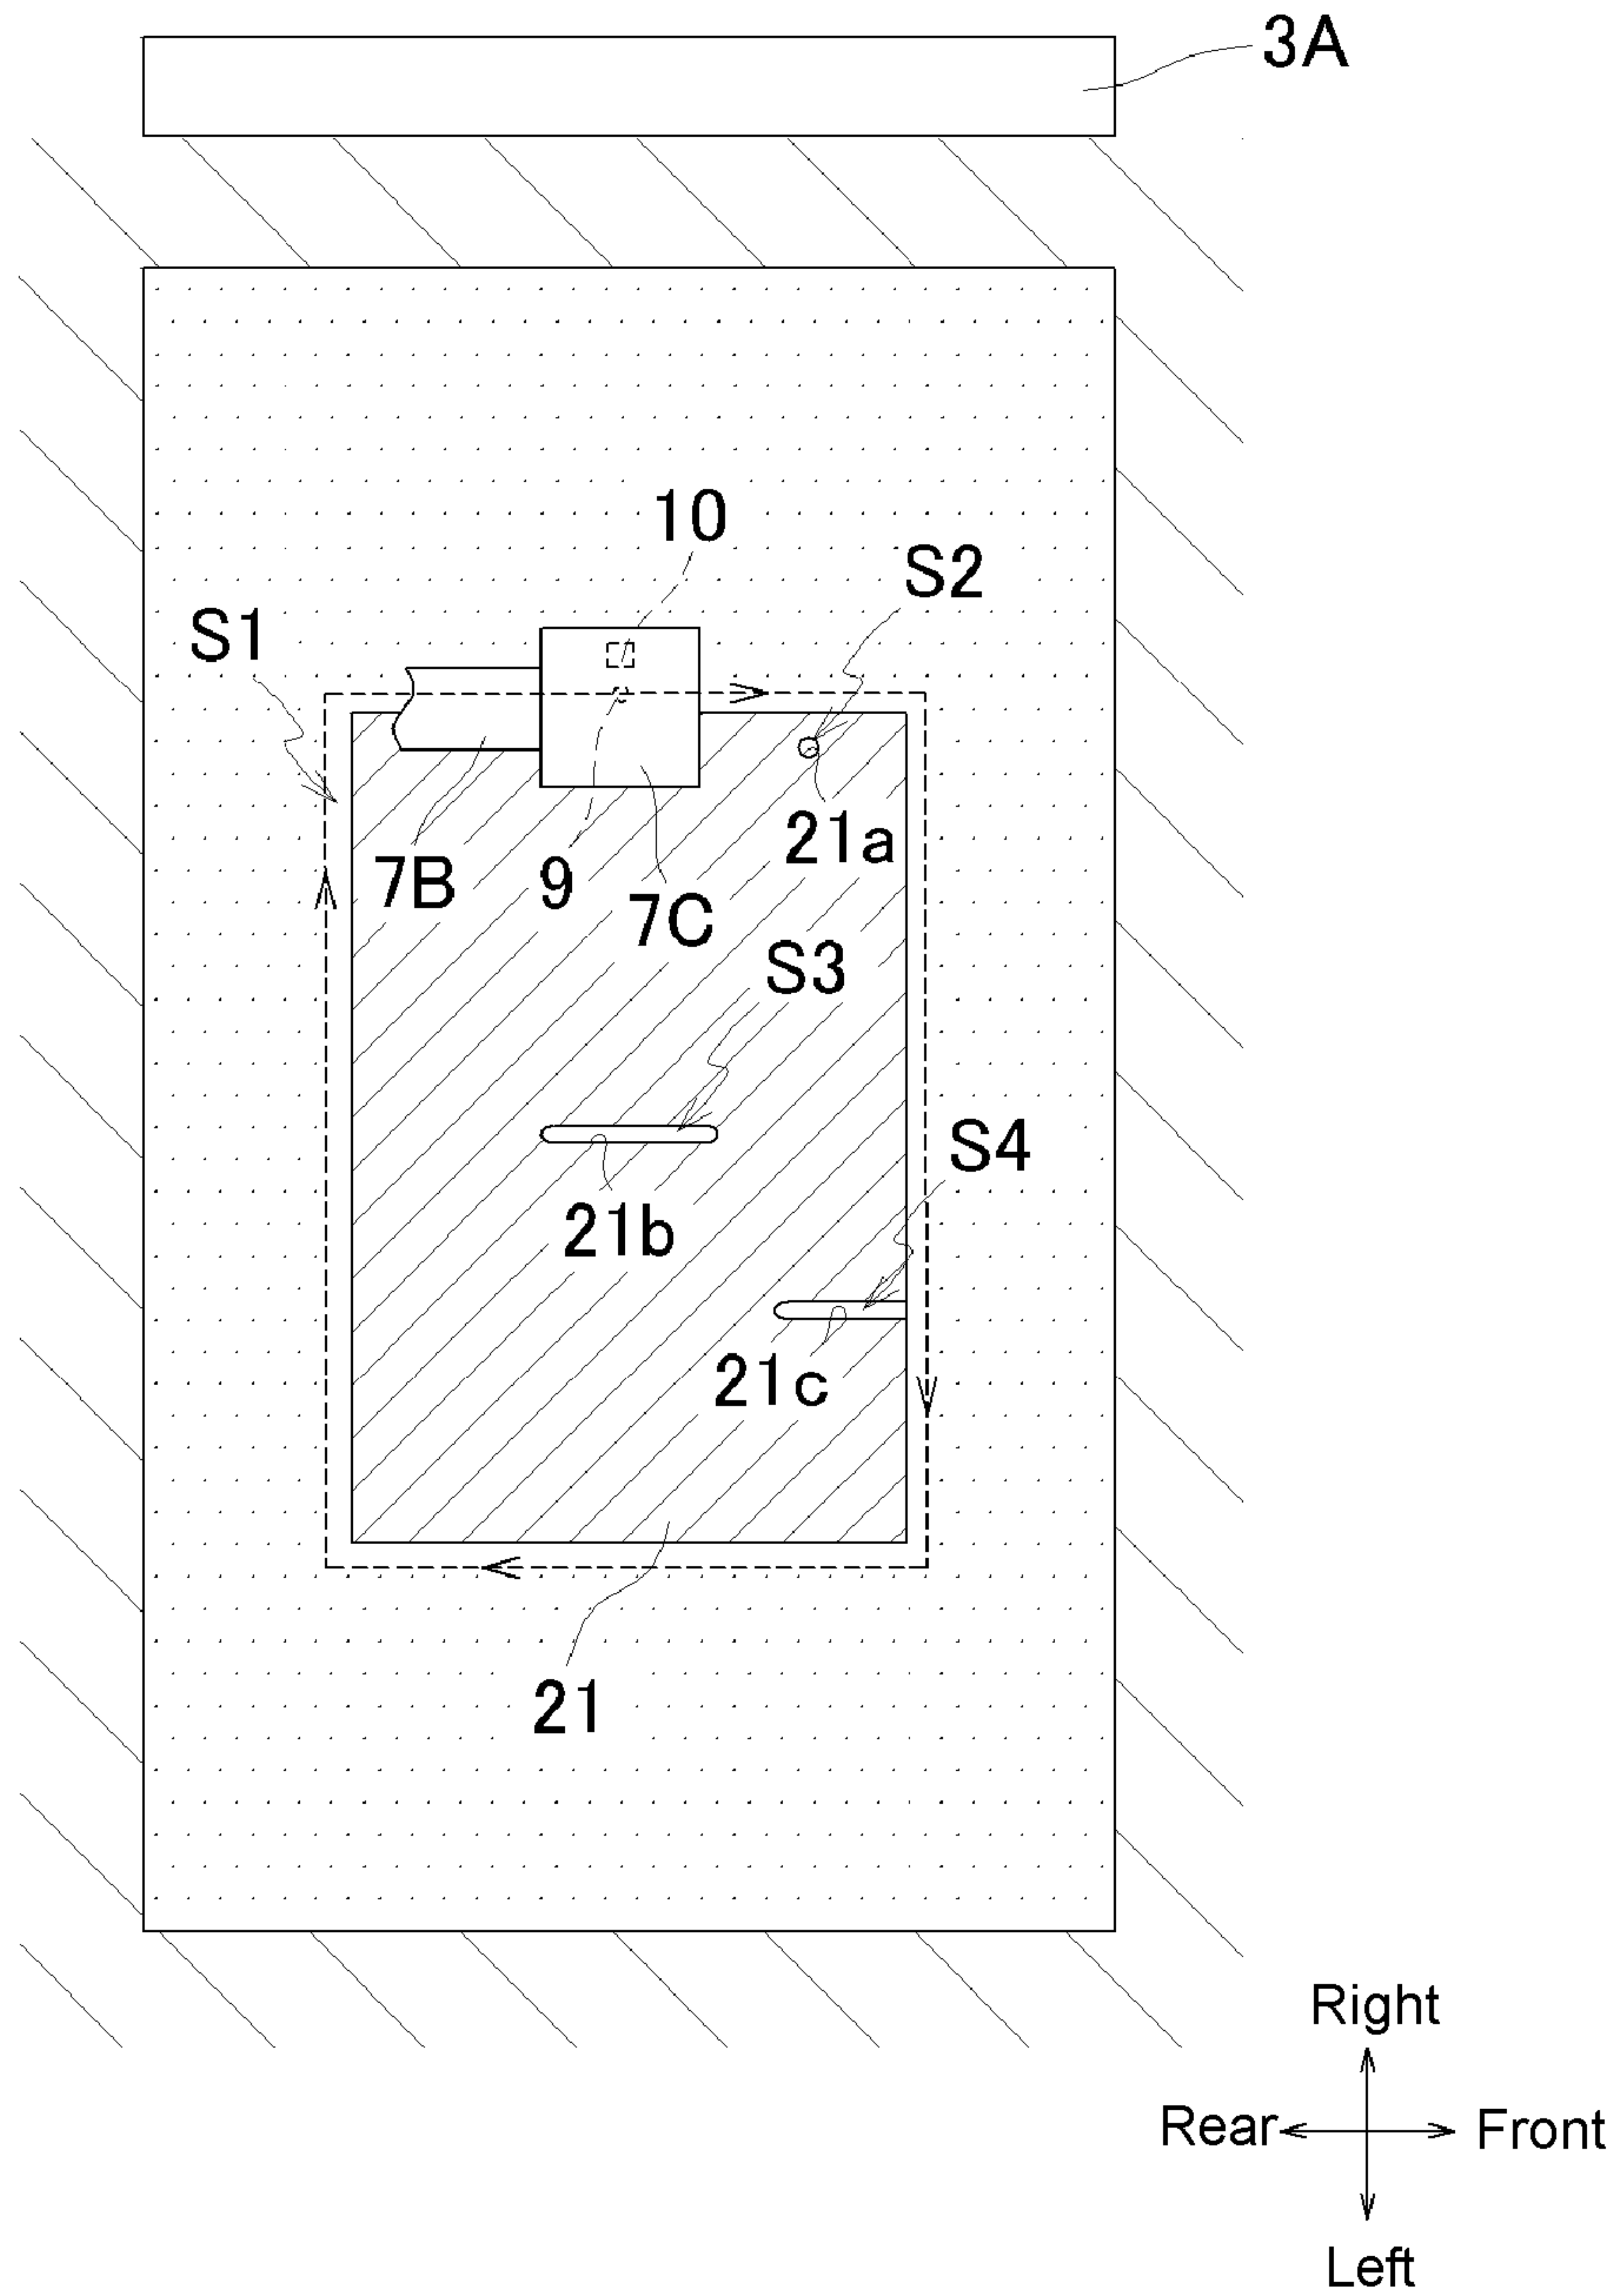 3A
10
S2
S1
21a
7B
9
7C
S3
S4
21b
21c
21
Right
Rear
Front
Left